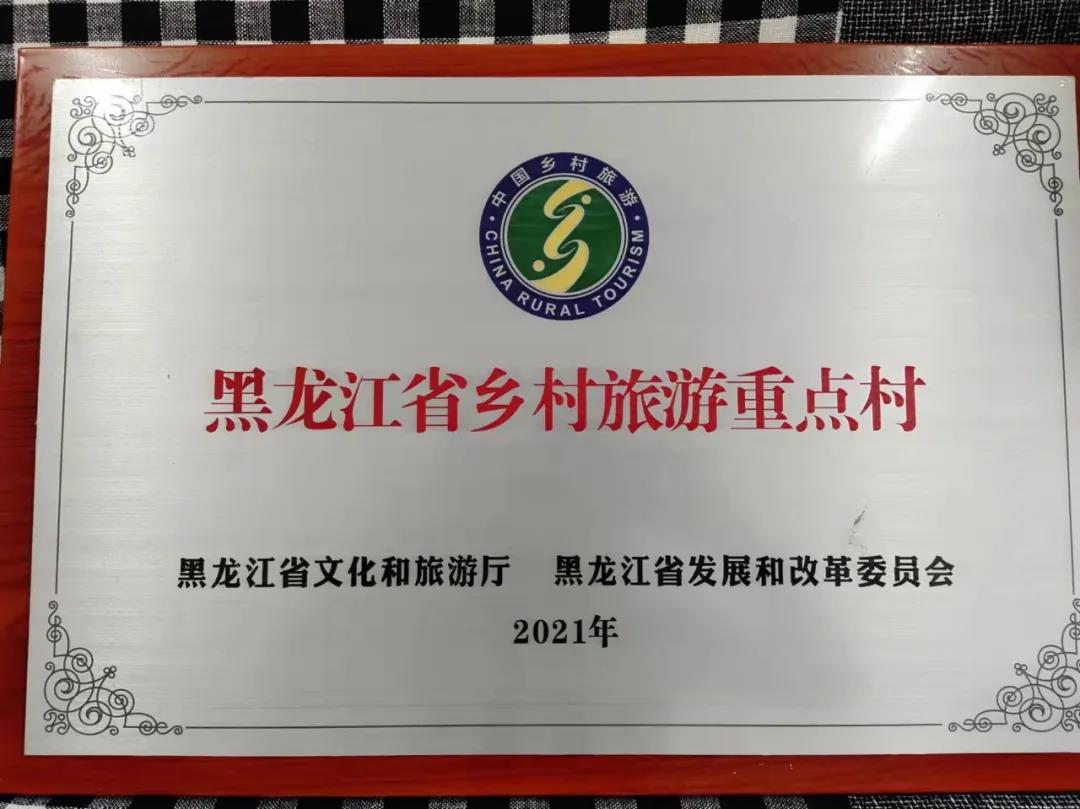 中国乡村旅游
CHINA RURAL TOURISM
黑龙江省乡村旅游重点村
黑龙江省文化和旅游厅 黑龙江省发展和改革委员会
2021年